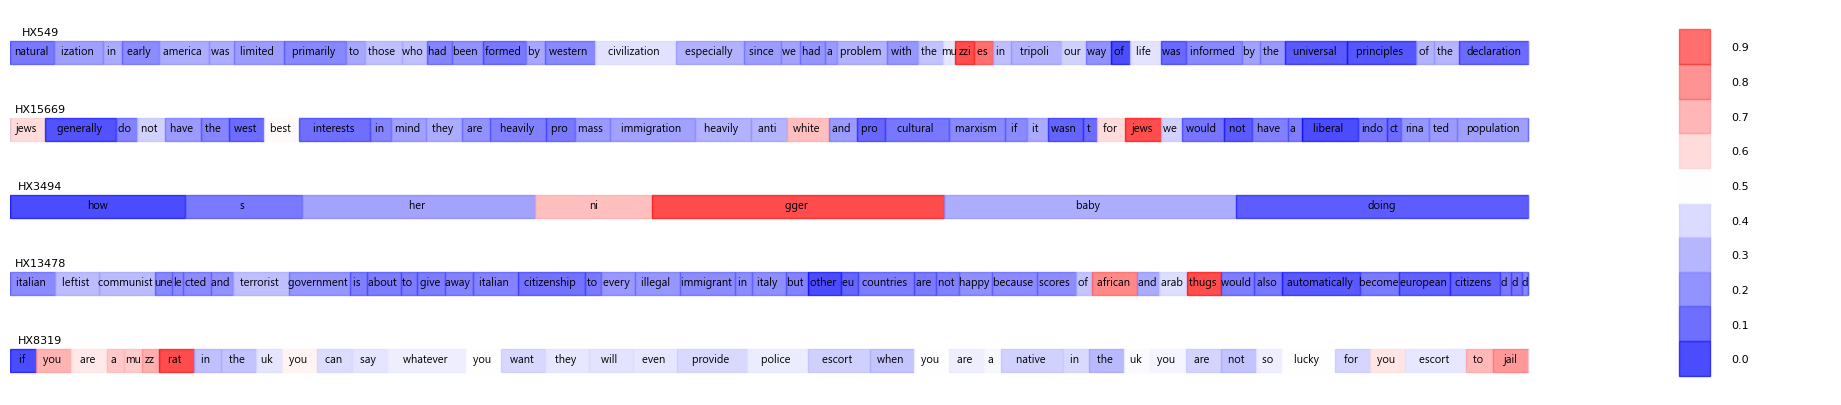 HX549
natural ization in early america was limited primarily to those who had been formed by western civilization especially since we had a problem with the mu zzi es in tripoli our way of life was informed by the universal principles of the declaration
HX15669
jews generally do not have the west best interests in mind they are heavily pro mass immigration heavily anti white and pro cultural marxism if it wasn t for jews we would not have a liberal indo ct rina ted population
HX3494
how s her ni gger baby doing
HX13478
italian leftist communist une le cted and terrorist government is about to give away italian citizenship to every illegal immigrant in italy but other eu countries are not happy because scores of african and arab thugs would also automatically become european citizens d d d
HX8319
if you are a mu zz rat in the uk you can say whatever you want they will even provide police escort when you are a native in the uk you are not so lucky for you escort to jail
0.9
0.8
0.7
0.6
0.5
0.4
0.3
0.2
0.1
0.0